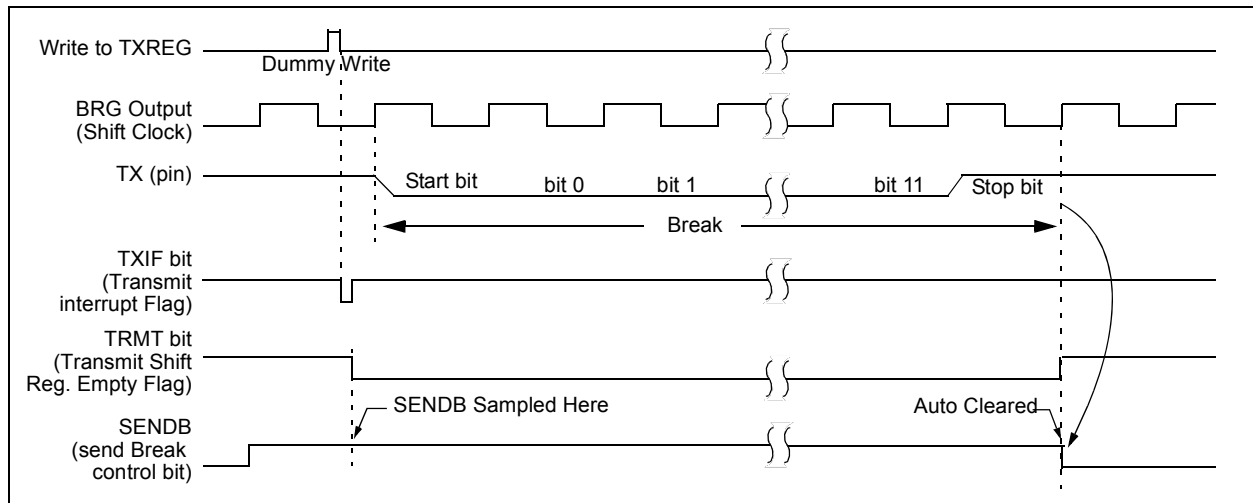 Write to TXREG
Dummy Write
BRG Output
(Shift Clock)
TX (pin)
Start bit
bit 0
bit 1
bit 11
Stop bit
Break
TXIF bit
(Transmit
interrupt Flag)
TRMT bit
(Transmit Shift
Reg. Empty Flag)
SENDB Sampled Here
Auto Cleared
SENDB
(send Break
control bit)